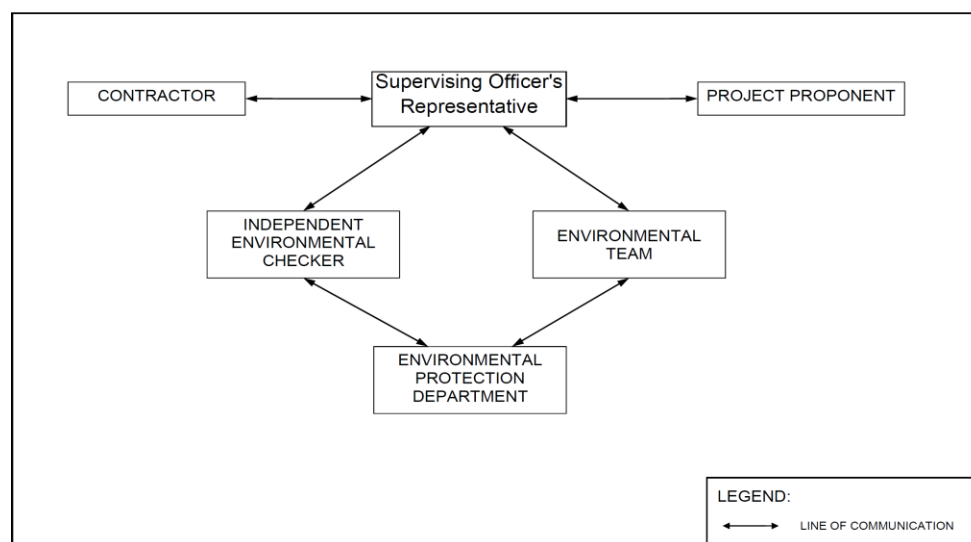 CONTRACTOR
Supervising Officer's
Representative
PROJECT PROPONENT
INDEPENDENT
ENVIRONMENTAL
CHECKER
ENVIRONMENTAL
TEAM
ENVIRONMENTAL
PROTECTION
DEPARTMENT
LEGEND:
LINE OF COMMUNICATION